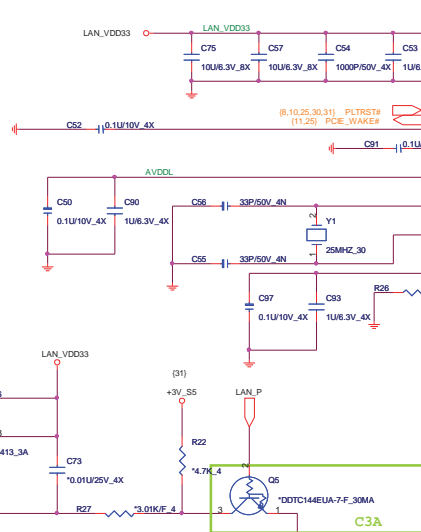 LAN_VDD33 LAN_VDD33
C75 C57 C54 C53
10U/6.3V_8X 10U/6.3V_8X 1000P/50V_4X 1U/6.
(8,10,25,30,31) PLTRST#
(11,25) PCIE_WAKE#
C52 0.1U/10V_4X
C91 0.1U
AVDDL
C50 C90 C56 33P/50V_4N
0.1U/10V_4X 1U/6.3V_4X
2 Y1
1 25MHZ_30
C55 33P/50V_4N
C97 C93 R26
0.1U/10V_4X 1U/6.3V_4X
LAN_VDD33
(31)
+3V_S5 LAN_P
R22
413_3A
C73 *4.7K_4 2 Q5
*0.01U/25V_4X
*DDTC144EUA-7-F_30MA
R27 *3.01K/F_4 3 1
C3A